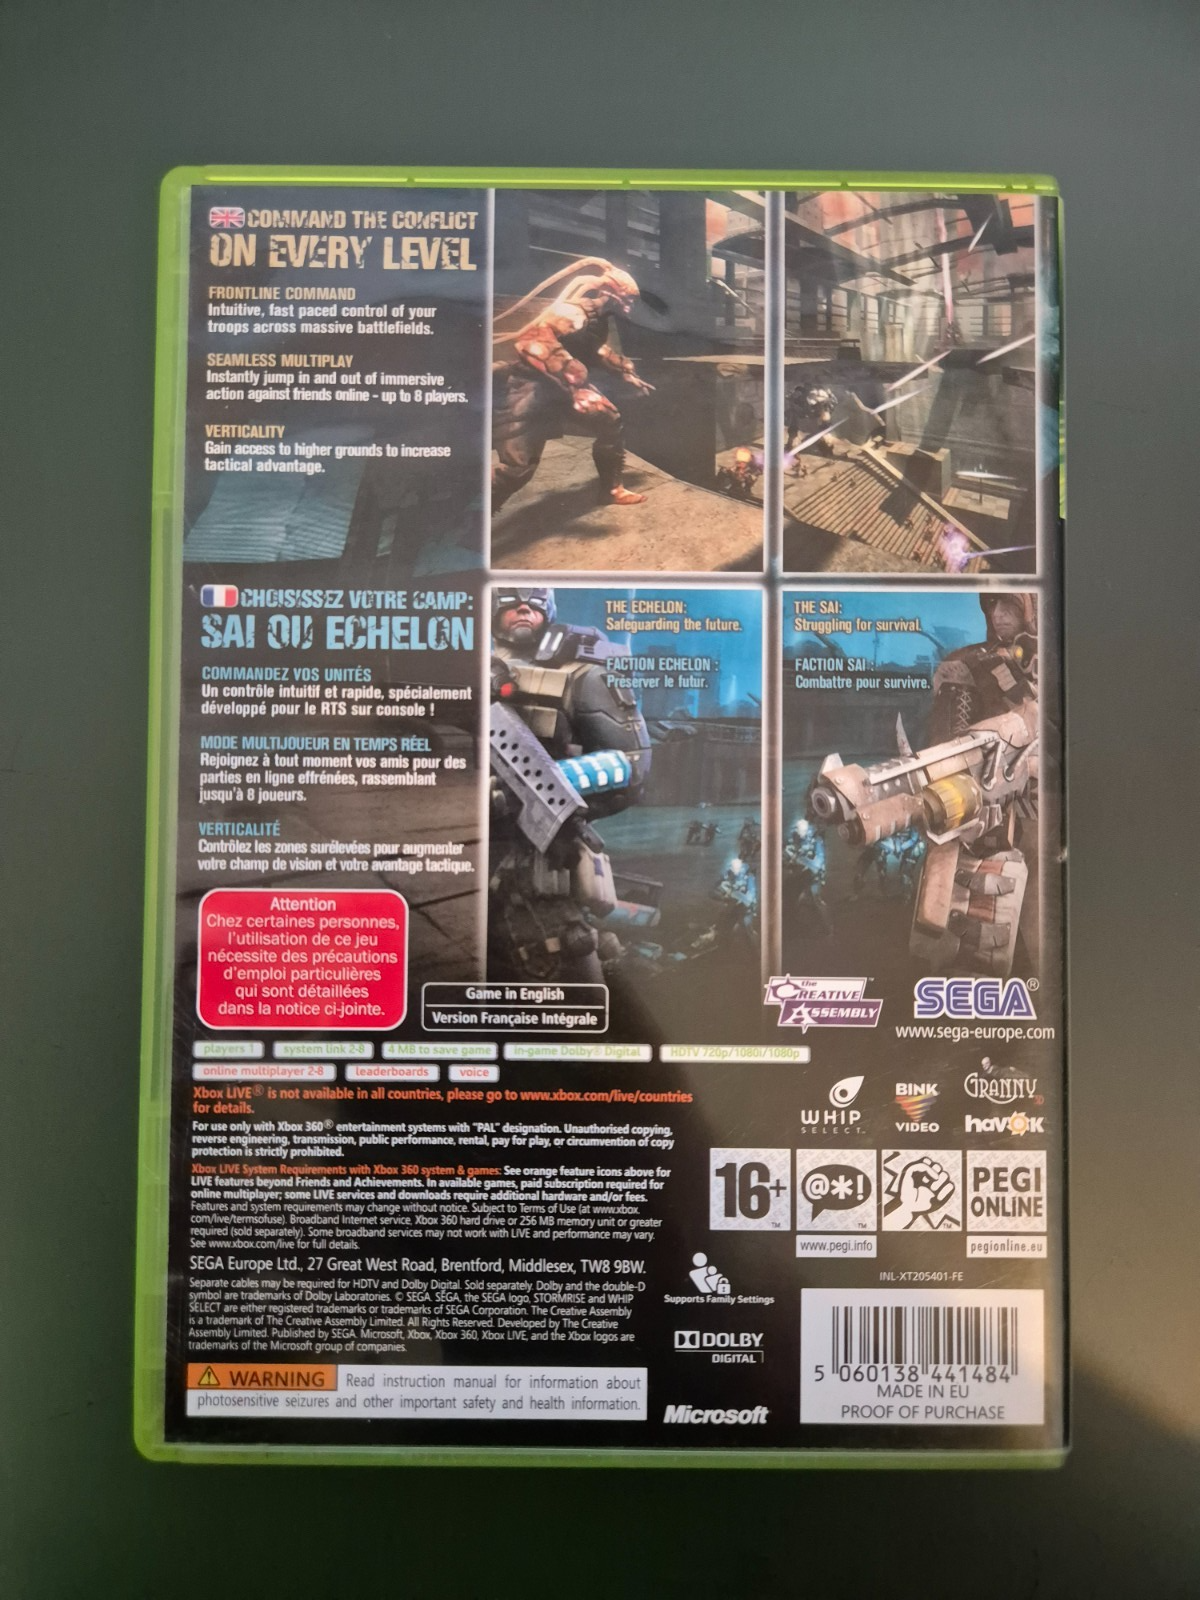 COMMAND THE CONFLICT
ON EVERY LEVEL
FRONTLINE COMMAND
Intuitive, fast paced control of your
troops across massive battlefields.
SEAMLESS MULTIPLAY
Instantly jump in and out of immersive
action against friends online - up to 8 players.
VERTICALITY
Gain access to higher grounds to increase
tactical advantage.
CHOISISSEZ VOTRE CAMP:
SAI OU ECHELON
COMMANDEZ VOS UNITÉS
Un contrôle intuitif et rapide, spécialement
développé pour le RTS sur console !
MODE MULTIJOUEUR EN TEMPS RÉEL
Rejoignez à tout moment vos amis pour des
parties en ligne effrénées, rassemblant
jusqu'à 8 joueurs.
VERTICALITÉ
Contrôlez les zones surélevées pour augmenter
votre champ de vision et votre avantage tactique.
THE ECHELON:
Safeguarding the future.
FACTION ECHELON :
Préserver le futur.
THE SAI:
Struggling for survival.
FACTION SAI :
Combattre pour survivre.
Attention
Chez certaines personnes,
l'utilisation de ce jeu
nécessite des précautions
d'emploi particulières
qui sont détaillées
dans la notice ci-jointe.
Game in English
Version Française Intégrale
the
CREATIVE
ASSEMBLY™
SEGA®
www.sega-europe.com
players 1
system link 2-8
4 MB to save game
in-game Dolby® Digital
HDTV 720p/1080i/1080p
online multiplayer 2-8
leaderboards
voice
Xbox LIVE® is not available in all countries, please go to www.xbox.com/live/countries
for details.
For use only with Xbox 360® entertainment systems with "PAL" designation. Unauthorised copying,
reverse engineering, transmission, public performance, rental, pay for play, or circumvention of copy
protection is strictly prohibited.
Xbox LIVE System Requirements with Xbox 360 system & games: See orange feature icons above for
LIVE features beyond Friends and Achievements. In available games, paid subscription required for
online multiplayer; some LIVE services and downloads require additional hardware and/or fees.
Features and system requirements may change without notice. Subject to Terms of Use (at www.xbox.
com/live/termsofuse). Broadband Internet service, Xbox 360 hard drive or 256 MB memory unit or greater
required (sold separately). Some broadband services may not work with LIVE and performance may vary.
See www.xbox.com/live for full details.
SEGA Europe Ltd., 27 Great West Road, Brentford, Middlesex, TW8 9BW.
Separate cables may be required for HDTV and Dolby Digital. Sold separately. Dolby and the double-D
symbol are trademarks of Dolby Laboratories. © SEGA. SEGA, the SEGA logo, STORMRISE and WHIP
SELECT are either registered trademarks or trademarks of SEGA Corporation. The Creative Assembly
is a trademark of The Creative Assembly Limited. All Rights Reserved. Developed by The Creative
Assembly Limited. Published by SEGA. Microsoft, Xbox, Xbox 360, Xbox LIVE, and the Xbox logos are
trademarks of the Microsoft group of companies.
WARNING Read instruction manual for information about
photosensitive seizures and other important safety and health information.
WHIP
SELECT™
BINK
VIDEO
GRANNY
3D
havok
16+
™
@*!
™
™
PEGI
ONLINE
www.pegi.info
pegionline.eu
INL-XT205401-FE
Supports Family Settings
DOLBY
DIGITAL
Microsoft®
5 060138 441484
MADE IN EU
PROOF OF PURCHASE